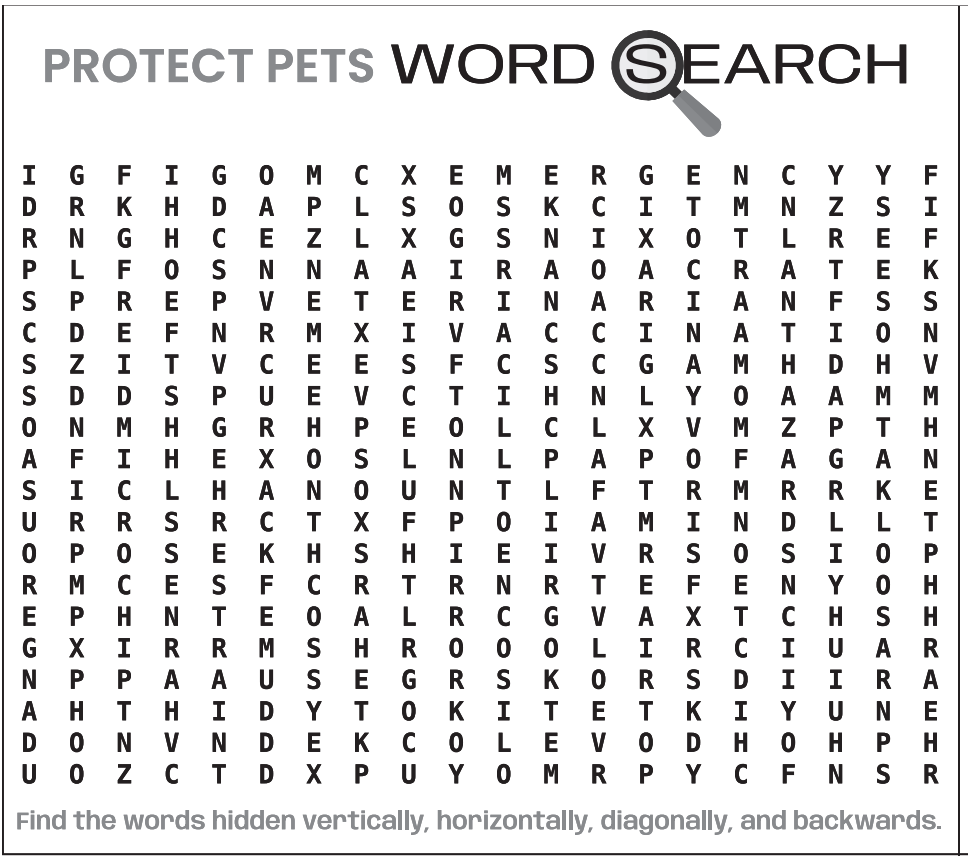 PROTECT PETS WORD SEARCH
I G F I G O M C X E M E R G E N C Y Y F
D R K H D A P L S O S K C I T M N Z S I
R N G H C E Z L X G S N I X O T L R E F
P L F O S N N A A I R A O A C R A T E K
S P R E P V E T E R I N A R I A N F S S
C D E F N R M X I V A C C I N A T I O N
S Z I T V C E E S F C S C G A M H D H V
S D D S P U E V C T I H N L Y O A A M M
O N M H G R H P E O L C L X V M Z P T H
A F I H E X O S L N L P A P O F A G A N
S I C L H A N O U N T L F T R M R R K E
U R R S R C T X F P O I A M I N D L L T
O P O S E K H S H I E I V R S O S I O P
R M C E S F C R T R N R T E F E N Y O H
E P H N T E O A L R C G V A X T C H S H
G X I R R M S H R O O O L I R C I U A R
N P P A A U S E G R S K O R S D I I R A
A H T H I D Y T O K I T E T K I Y U N E
D O N V N D E K C O L E V O D H O H P H
U O Z C T D X P U Y O M R P Y C F N S R
Find the words hidden vertically, horizontally, diagonally, and backwards.